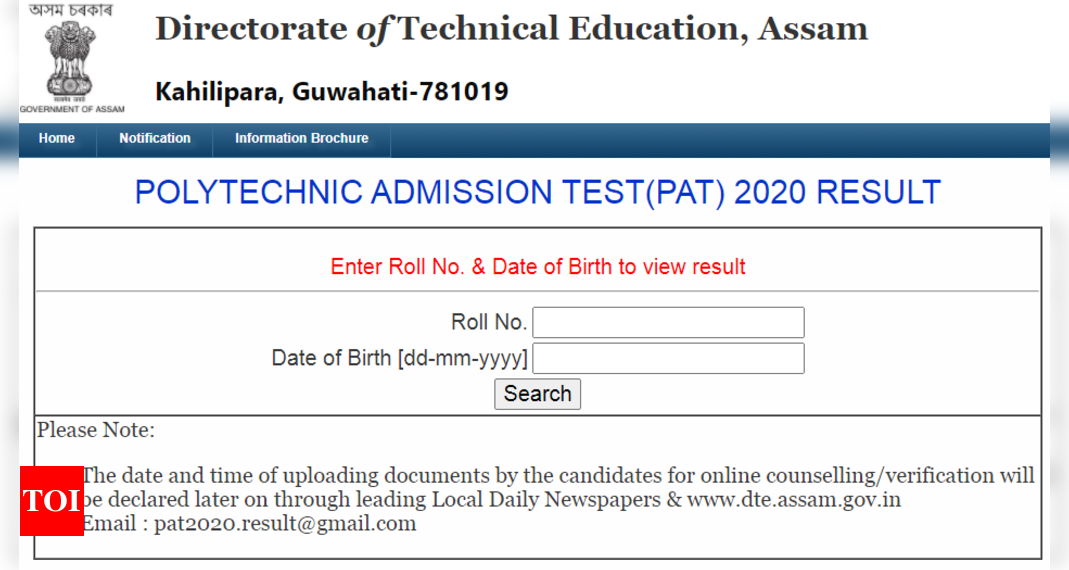 অসম চৰকাৰ
GOVERNMENT OF ASSAM
Directorate of Technical Education, Assam
Kahilipara, Guwahati-781019
Home Notification Information Brochure
POLYTECHNIC ADMISSION TEST(PAT) 2020 RESULT
Enter Roll No. & Date of Birth to view result
Roll No.
Date of Birth [dd-mm-yyyy]
Search
Please Note:
The date and time of uploading documents by the candidates for online counselling/verification will
be declared later on through leading Local Daily Newspapers & www.dte.assam.gov.in
Email : pat2020.result@gmail.com
TOI